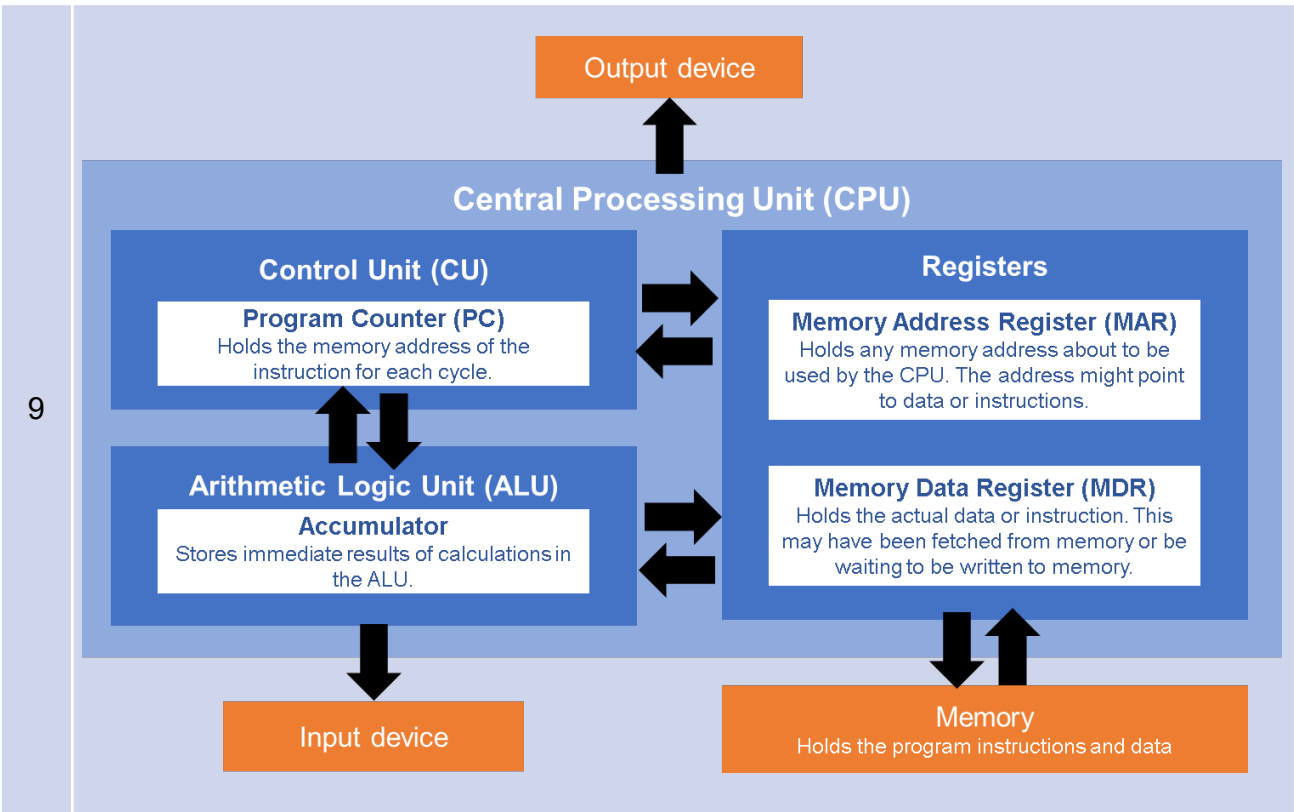 9
Output device
Central Processing Unit (CPU)
Control Unit (CU)
Program Counter (PC)
Holds the memory address of the
instruction for each cycle.
Registers
Memory Address Register (MAR)
Holds any memory address about to be
used by the CPU. The address might point
to data or instructions.
Arithmetic Logic Unit (ALU)
Accumulator
Stores immediate results of calculations in
the ALU.
Memory Data Register (MDR)
Holds the actual data or instruction. This
may have been fetched from memory or be
waiting to be written to memory.
Input device
Memory
Holds the program instructions and data